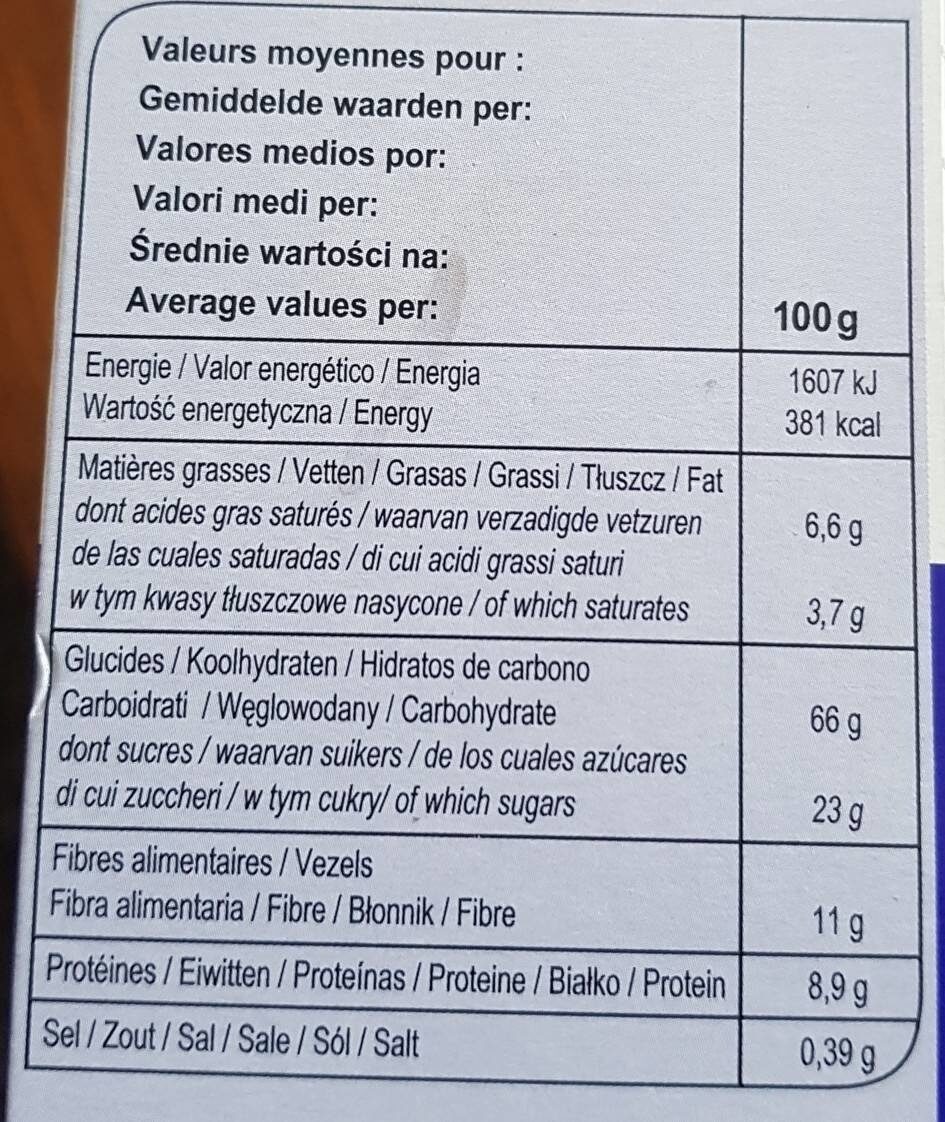 Valeurs moyennes pour :
Gemiddelde waarden per:
Valores medios por:
Valori medi per:
Średnie wartości na:
Average values per:
100 g
Energie / Valor energético / Energia
Wartość energetyczna / Energy
1607 kJ
381 kcal
Matières grasses / Vetten / Grasas / Grassi / Tłuszcz / Fat
dont acides gras saturés / waarvan verzadigde vetzuren
6,6 g
de las cuales saturadas / di cui acidi grassi saturi
w tym kwasy tłuszczowe nasycone / of which saturates
3,7 g
Glucides / Koolhydraten / Hidratos de carbono
Carboidrati / Węglowodany / Carbohydrate
66 g
dont sucres / waarvan suikers / de los cuales azúcares
di cui zuccheri / w tym cukry/ of which sugars
23 g
Fibres alimentaires / Vezels
Fibra alimentaria / Fibre / Błonnik / Fibre
11 g
Protéines / Eiwitten / Proteínas / Proteine / Białko / Protein
8,9 g
Sel / Zout / Sal / Sale / Sól / Salt
0,39 g